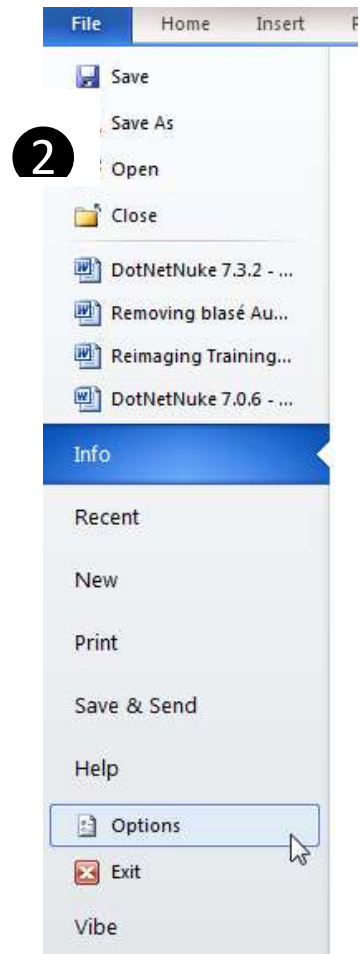 File Home Insert
Save
Save As
2
Open
Close
DotNetNuke 7.3.2 - ...
Removing blasé Au...
Reimaging Training...
DotNetNuke 7.0.6 - ...
Info
Recent
New
Print
Save & Send
Help
Options
Exit
Vibe